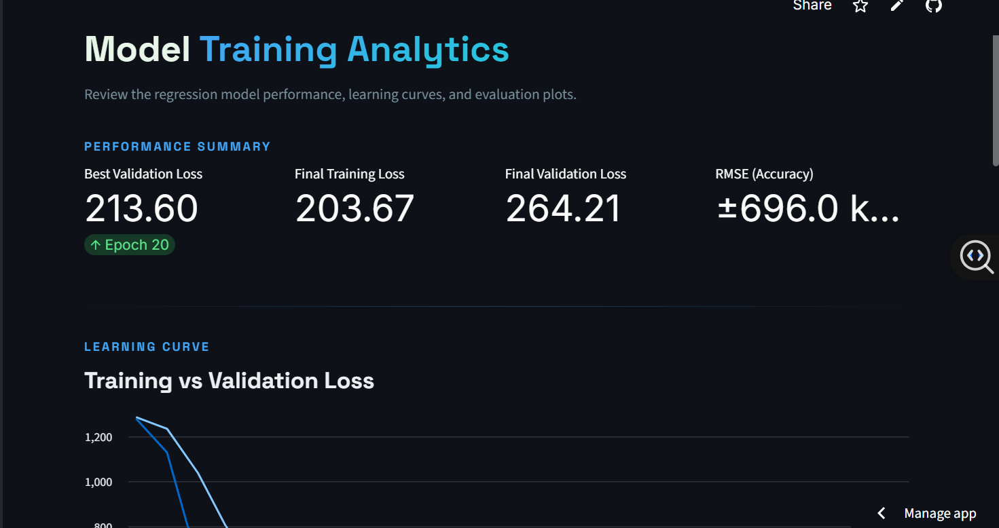 Share
Model Training Analytics
Review the regression model performance, learning curves, and evaluation plots.
PERFORMANCE SUMMARY
Best Validation Loss Final Training Loss Final Validation Loss RMSE (Accuracy)
213.60 203.67 264.21 ±696.0 k...
↑ Epoch 20
LEARNING CURVE
Training vs Validation Loss
1,200
1,000
800
Manage app